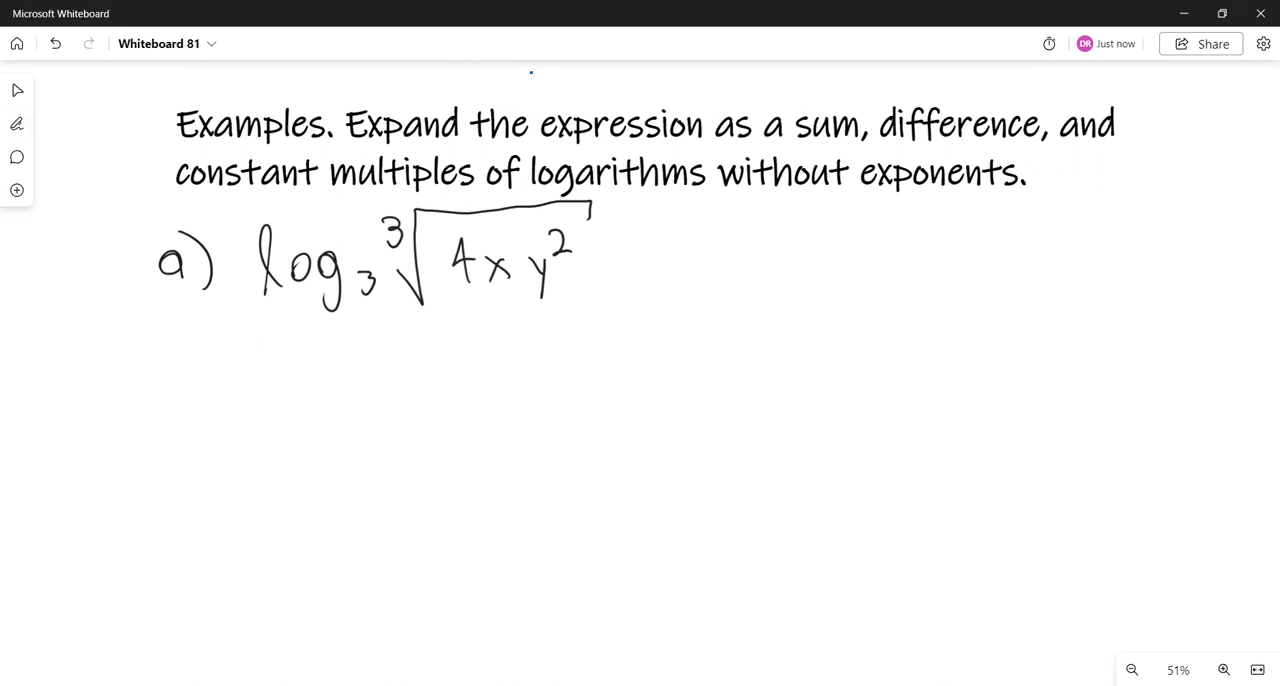 Microsoft Whiteboard
Whiteboard 81
DR Just now
Share
Examples. Expand the expression as a sum, difference, and
constant multiples of logarithms without exponents.
a) log₃ ∛(4xy²)
51%